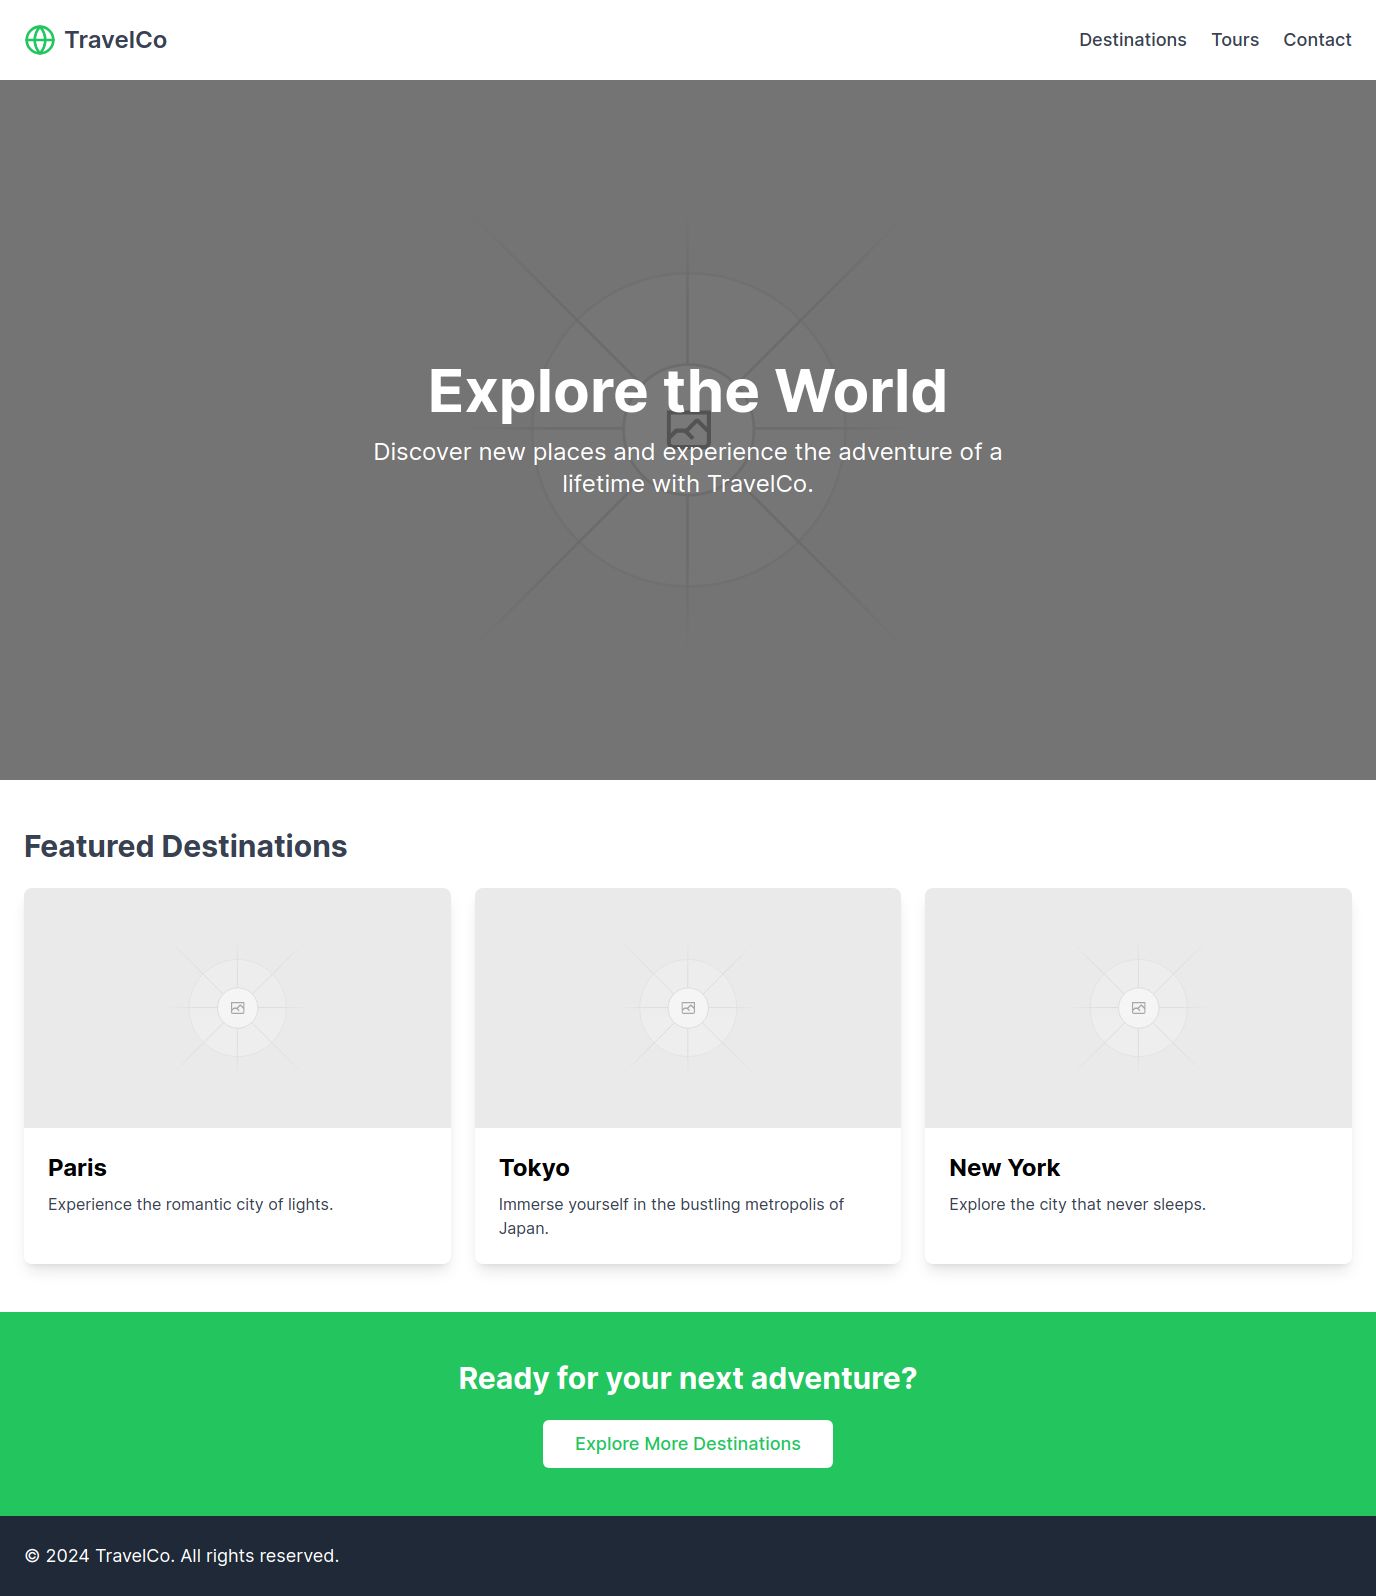 TravelCo
Destinations Tours Contact
Explore the World
Discover new places and experience the adventure of a
lifetime with TravelCo.
Featured Destinations
Paris
Experience the romantic city of lights.
Tokyo
Immerse yourself in the bustling metropolis of
Japan.
New York
Explore the city that never sleeps.
Ready for your next adventure?
Explore More Destinations
© 2024 TravelCo. All rights reserved.